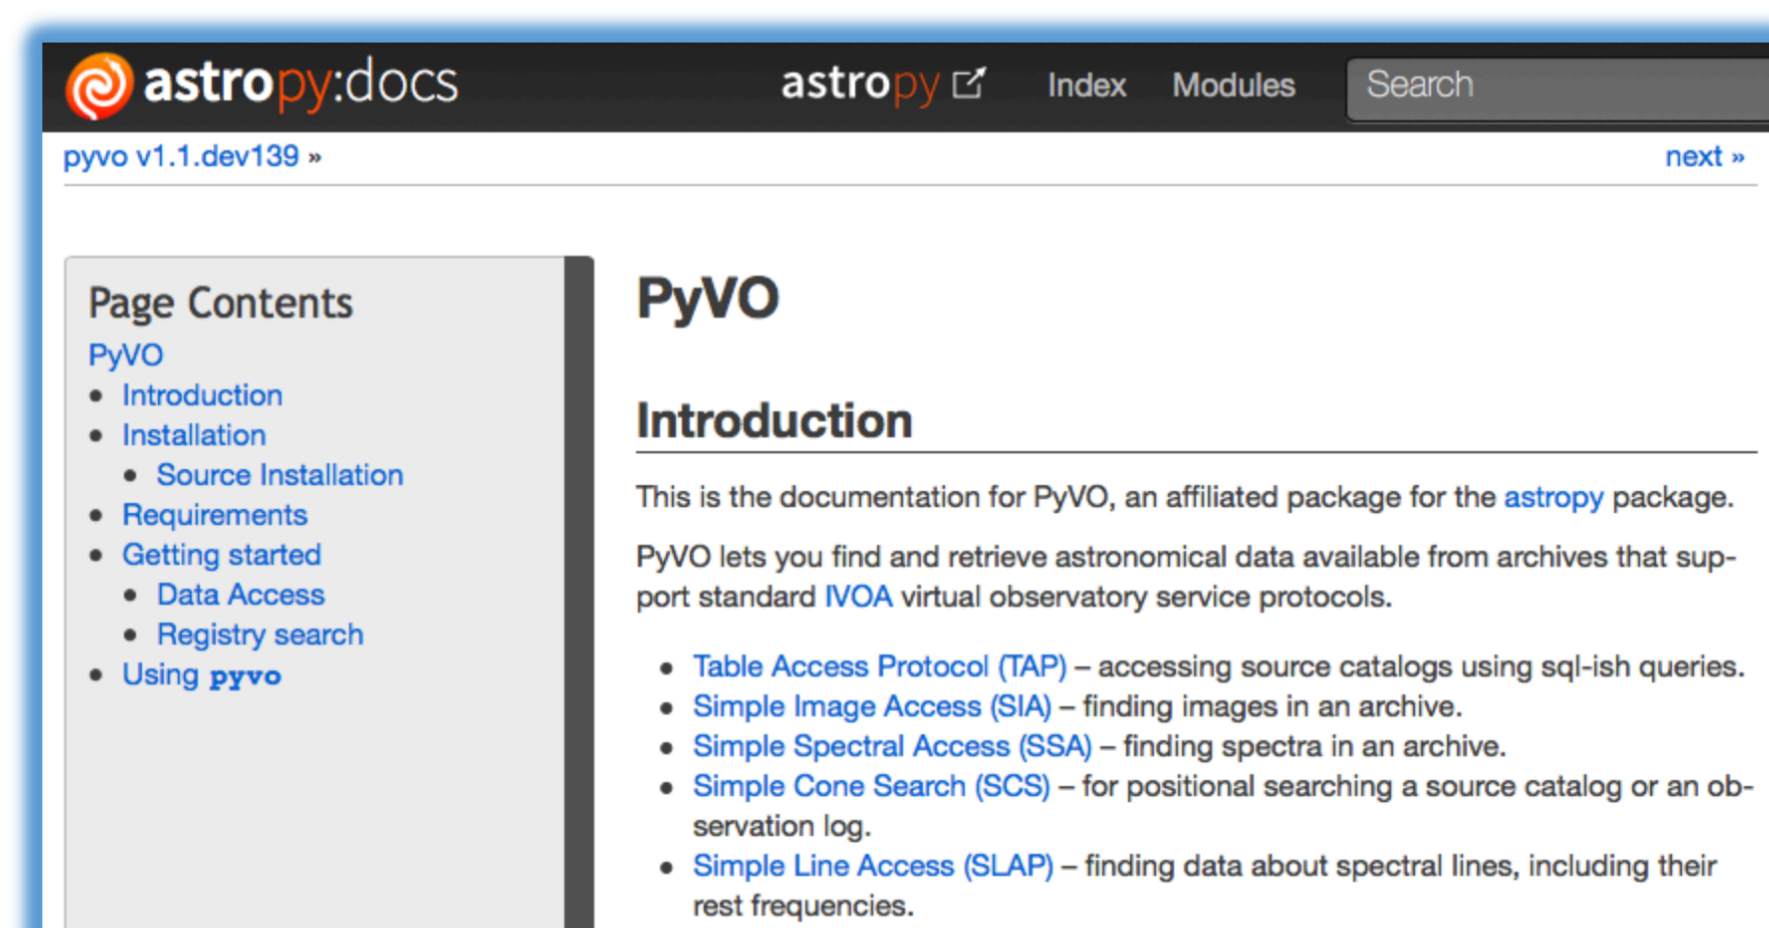 astropy:docs
astropy Index Modules Search
pyvo v1.1.dev139 »
next »
Page Contents
PyVO
• Introduction
• Installation
• Source Installation
• Requirements
• Getting started
• Data Access
• Registry search
• Using pyvo
PyVO
Introduction
This is the documentation for PyVO, an affiliated package for the astropy package.
PyVO lets you find and retrieve astronomical data available from archives that sup-
port standard IVOA virtual observatory service protocols.
• Table Access Protocol (TAP) – accessing source catalogs using sql-ish queries.
• Simple Image Access (SIA) – finding images in an archive.
• Simple Spectral Access (SSA) – finding spectra in an archive.
• Simple Cone Search (SCS) – for positional searching a source catalog or an ob-
servation log.
• Simple Line Access (SLAP) – finding data about spectral lines, including their
rest frequencies.